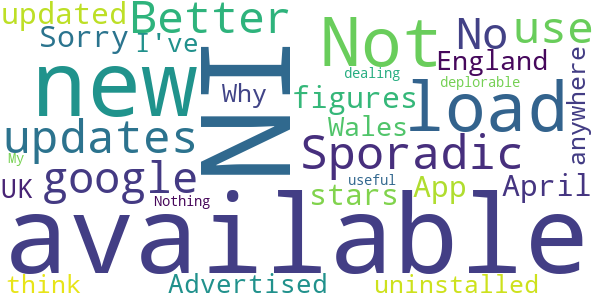 updated Better Not No use
Sorry I've
new NI Why dealing load England anywhere
deplorable
figures
updates Wales Sporadic
My google
UK Nothing useful stars App April
available
think Advertised uninstalled